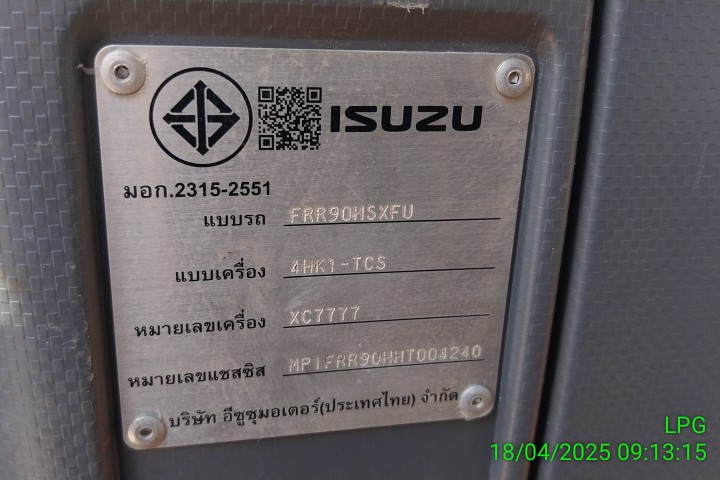 ISUZU
มอก.2315-2551
แบบรถ FRR90HSXFU
แบบเครื่อง 4HK1-TCS
หมายเลขเครื่อง XC7777
หมายเลขแชสซิส MP1FRR90HHT004240
บริษัท อีซูซุมอเตอร์(ประเทศไทย) จำกัด
LPG
18/04/2025 09:13:15